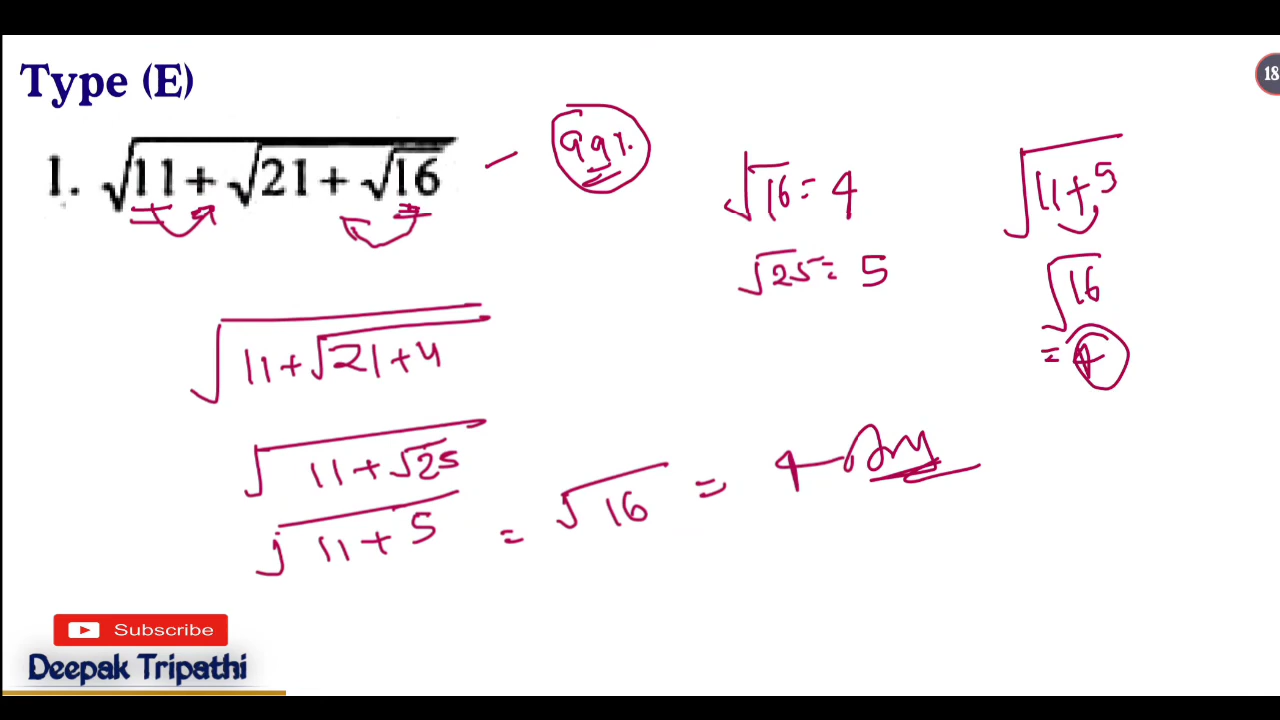 Type (E)
18
1. √11 + √21 + √16 — 99%
√16 = 4
√25 = 5
√11 + 5
√16
= 4
√11 + √21 + 4
√11 + √25
√11 + 5 = √16 = 4 Ans
Subscribe
Deepak Tripathi